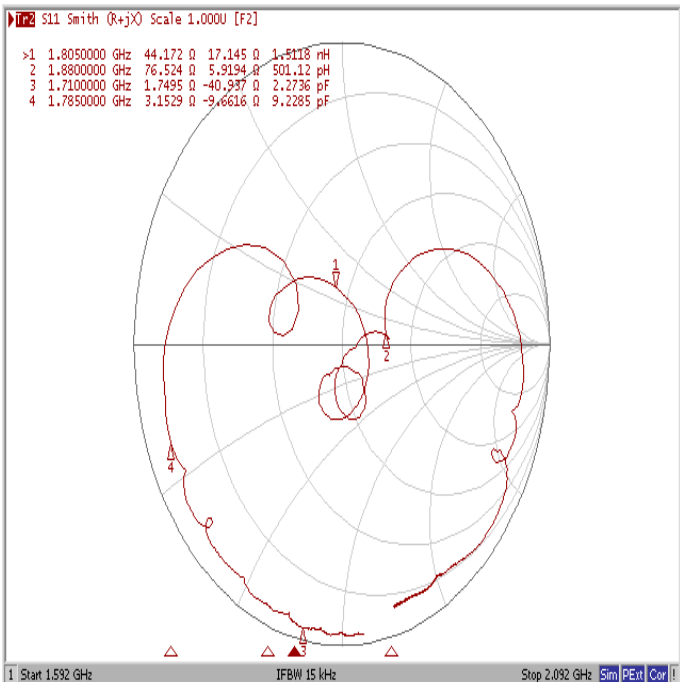 Tr2 S11 Smith (R+jX) Scale 1.000U [F2]
>1 1.8050000 GHz 44.172 Ω 17.145 Ω 1.5118 nH
2 1.8800000 GHz 76.524 Ω 5.9194 Ω 501.12 pH
3 1.7100000 GHz 1.7495 Ω -40.937 Ω 2.2736 pF
4 1.7850000 GHz 3.1529 Ω -9.6616 Ω 9.2285 pF
1
2
4
3
1 Start 1.592 GHz IFBW 15 kHz Stop 2.092 GHz Sim PExt Cor !